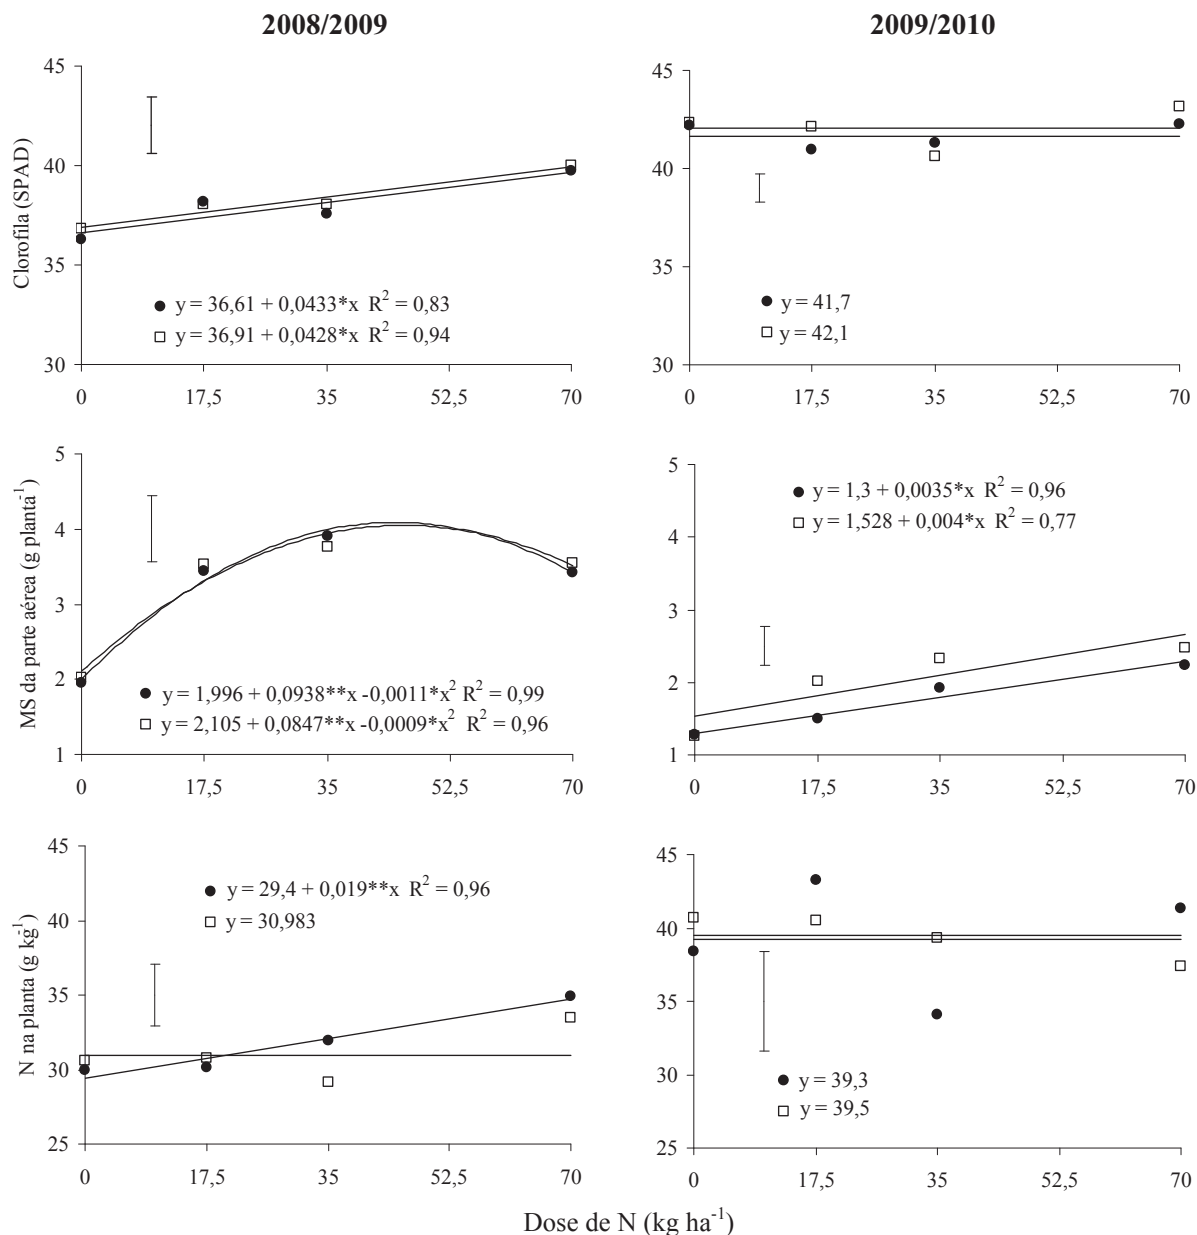 2008/2009
45
40
35
30
Clorofila (SPAD)
● y = 36,61 + 0,0433*x R² = 0,83
□ y = 36,91 + 0,0428*x R² = 0,94
0 17,5 35 52,5 70
2009/2010
45
40
35
30
● y = 41,7
□ y = 42,1
0 17,5 35 52,5 70
5
4
3
2
1
MS da parte aérea (g planta⁻¹)
● y = 1,996 + 0,0938**x -0,0011*x² R² = 0,99
□ y = 2,105 + 0,0847**x -0,0009*x² R² = 0,96
0 17,5 35 52,5 70
5
4
3
2
1
● y = 1,3 + 0,0035*x R² = 0,96
□ y = 1,528 + 0,004*x R² = 0,77
0 17,5 35 52,5 70
45
40
35
30
25
N na planta (g kg⁻¹)
● y = 29,4 + 0,019**x R² = 0,96
□ y = 30,983
0 17,5 35 52,5 70
45
40
35
30
25
● y = 39,3
□ y = 39,5
0 17,5 35 52,5 70
Dose de N (kg ha⁻¹)